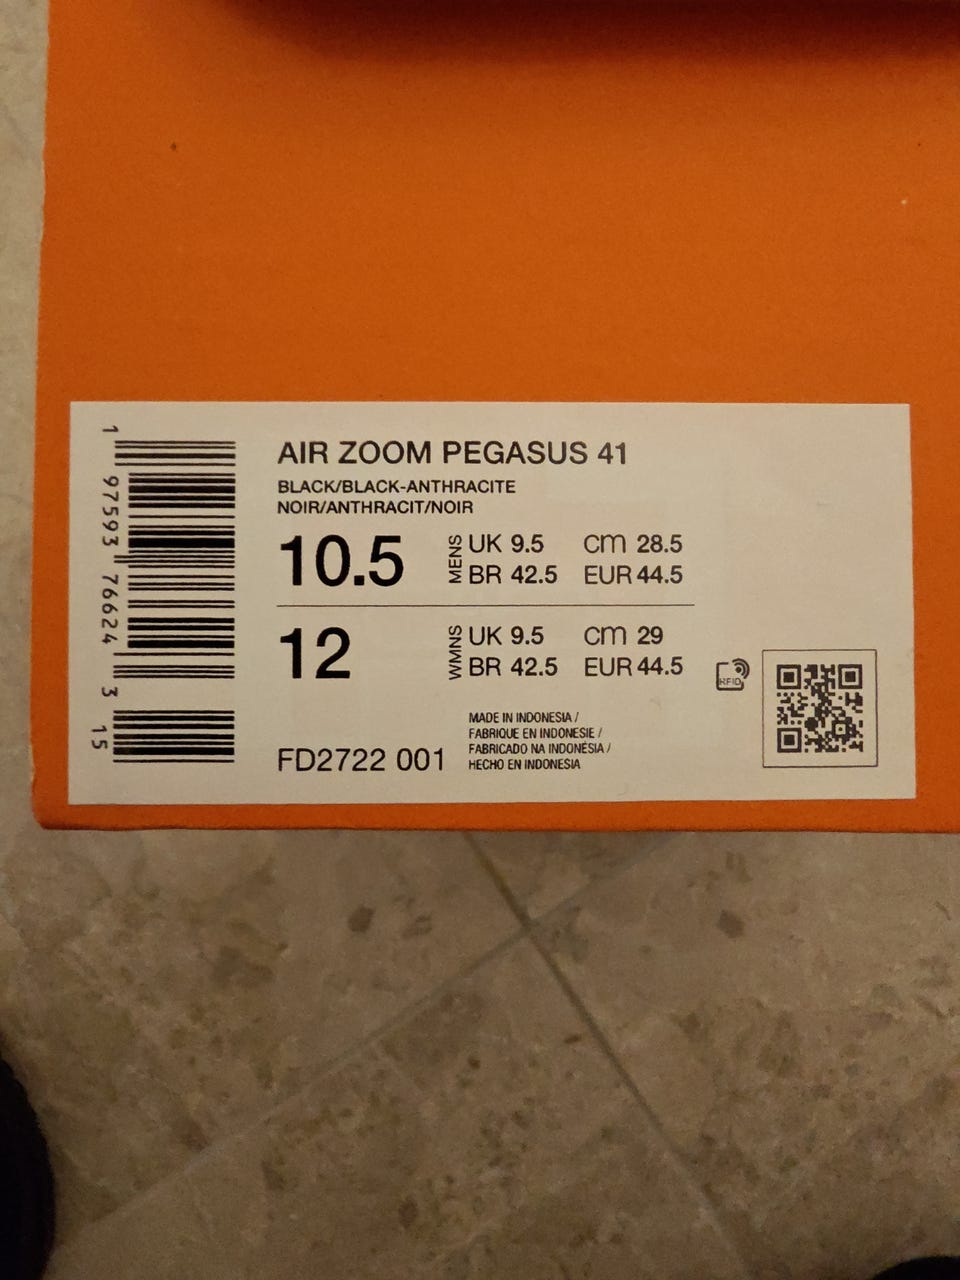 AIR ZOOM PEGASUS 41
BLACK/BLACK-ANTHRACITE
NOIR/ANTHRACIT/NOIR
10.5 MENS UK 9.5 CM 28.5
BR 42.5 EUR 44.5
12 WMNS UK 9.5 CM 29
BR 42.5 EUR 44.5
RFID
MADE IN INDONESIA /
FABRIQUE EN INDONESIE /
FABRICADO NA INDONÉSIA /
HECHO EN INDONESIA
FD2722 001
1 97593 76624 3 15